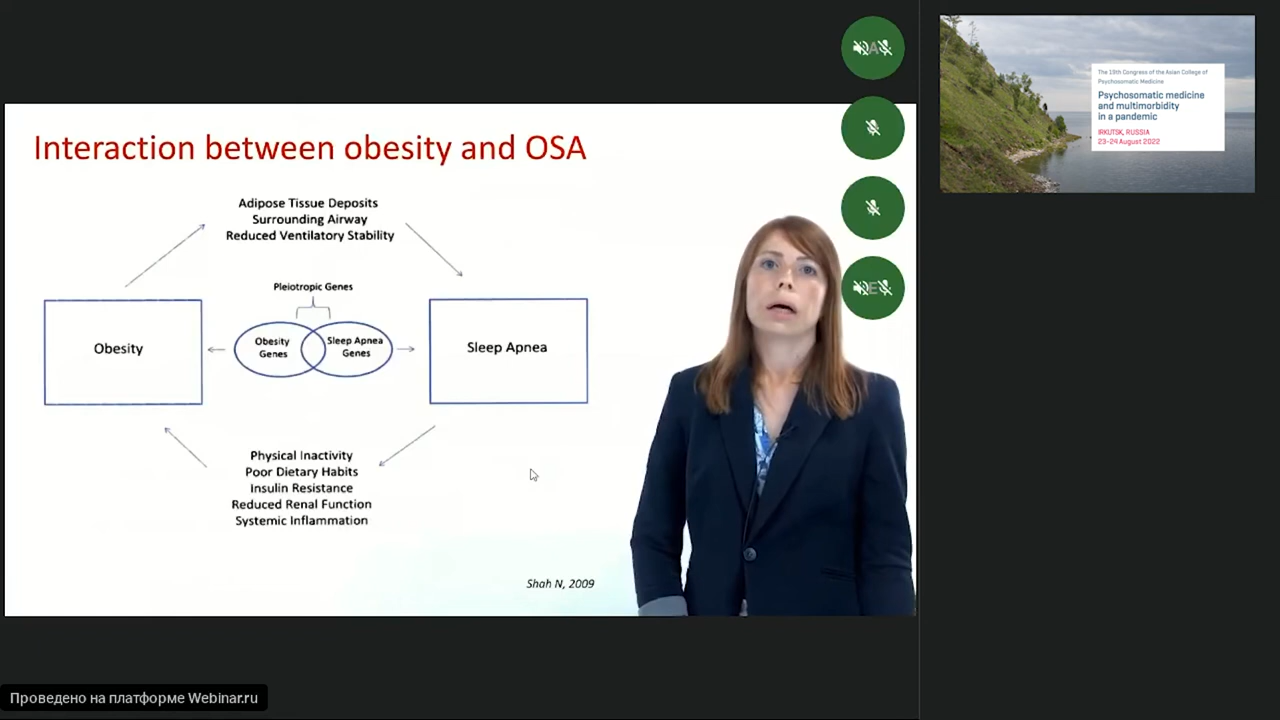 Interaction between obesity and OSA
Adipose Tissue Deposits
Surrounding Airway
Reduced Ventilatory Stability
Pleiotropic Genes
Obesity
Obesity
Genes
Sleep Apnea
Genes
Sleep Apnea
Physical Inactivity
Poor Dietary Habits
Insulin Resistance
Reduced Renal Function
Systemic Inflammation
Shah N, 2009
A
E
The 19th Congress of the Asian College of
Psychosomatic Medicine
Psychosomatic medicine
and multimorbidity
in a pandemic
IRKUTSK, RUSSIA
23-24 August 2022
Проведено на платформе Webinar.ru